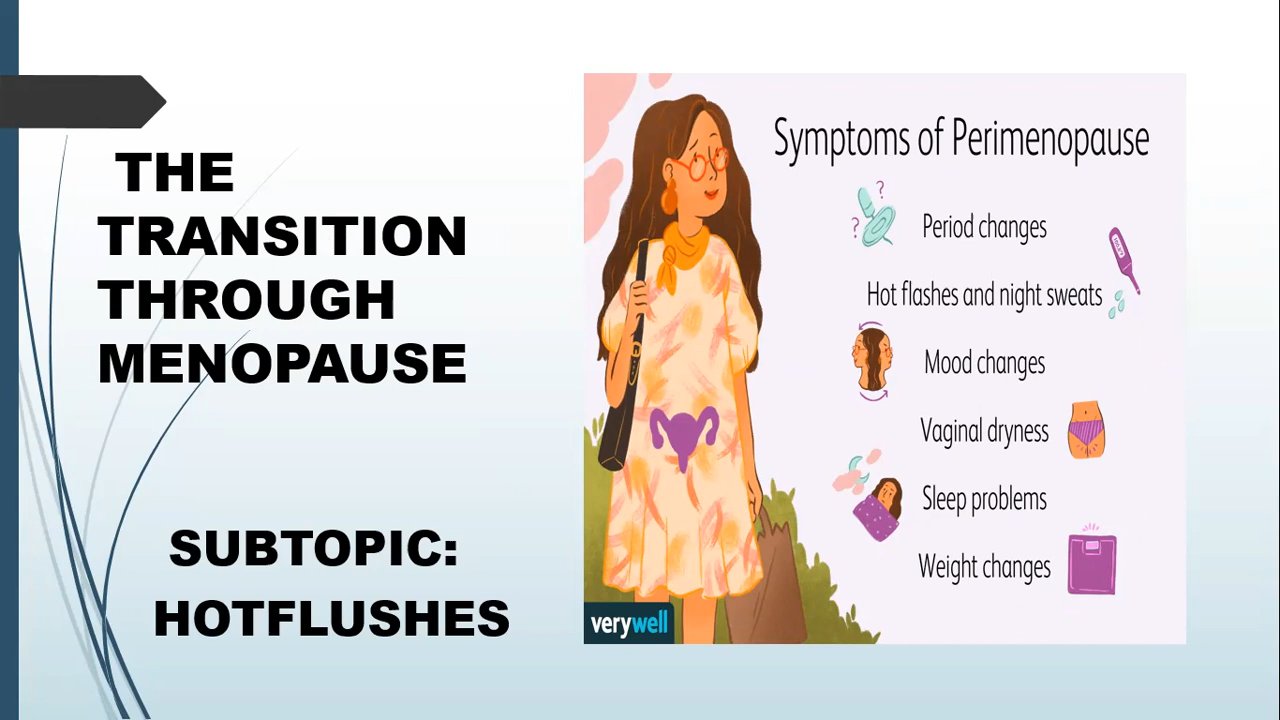 THE
TRANSITION
THROUGH
MENOPAUSE
SUBTOPIC:
HOTFLUSHES
Symptoms of Perimenopause
? Period changes
?
Hot flashes and night sweats
Mood changes
Vaginal dryness
Sleep problems
Weight changes
verywell